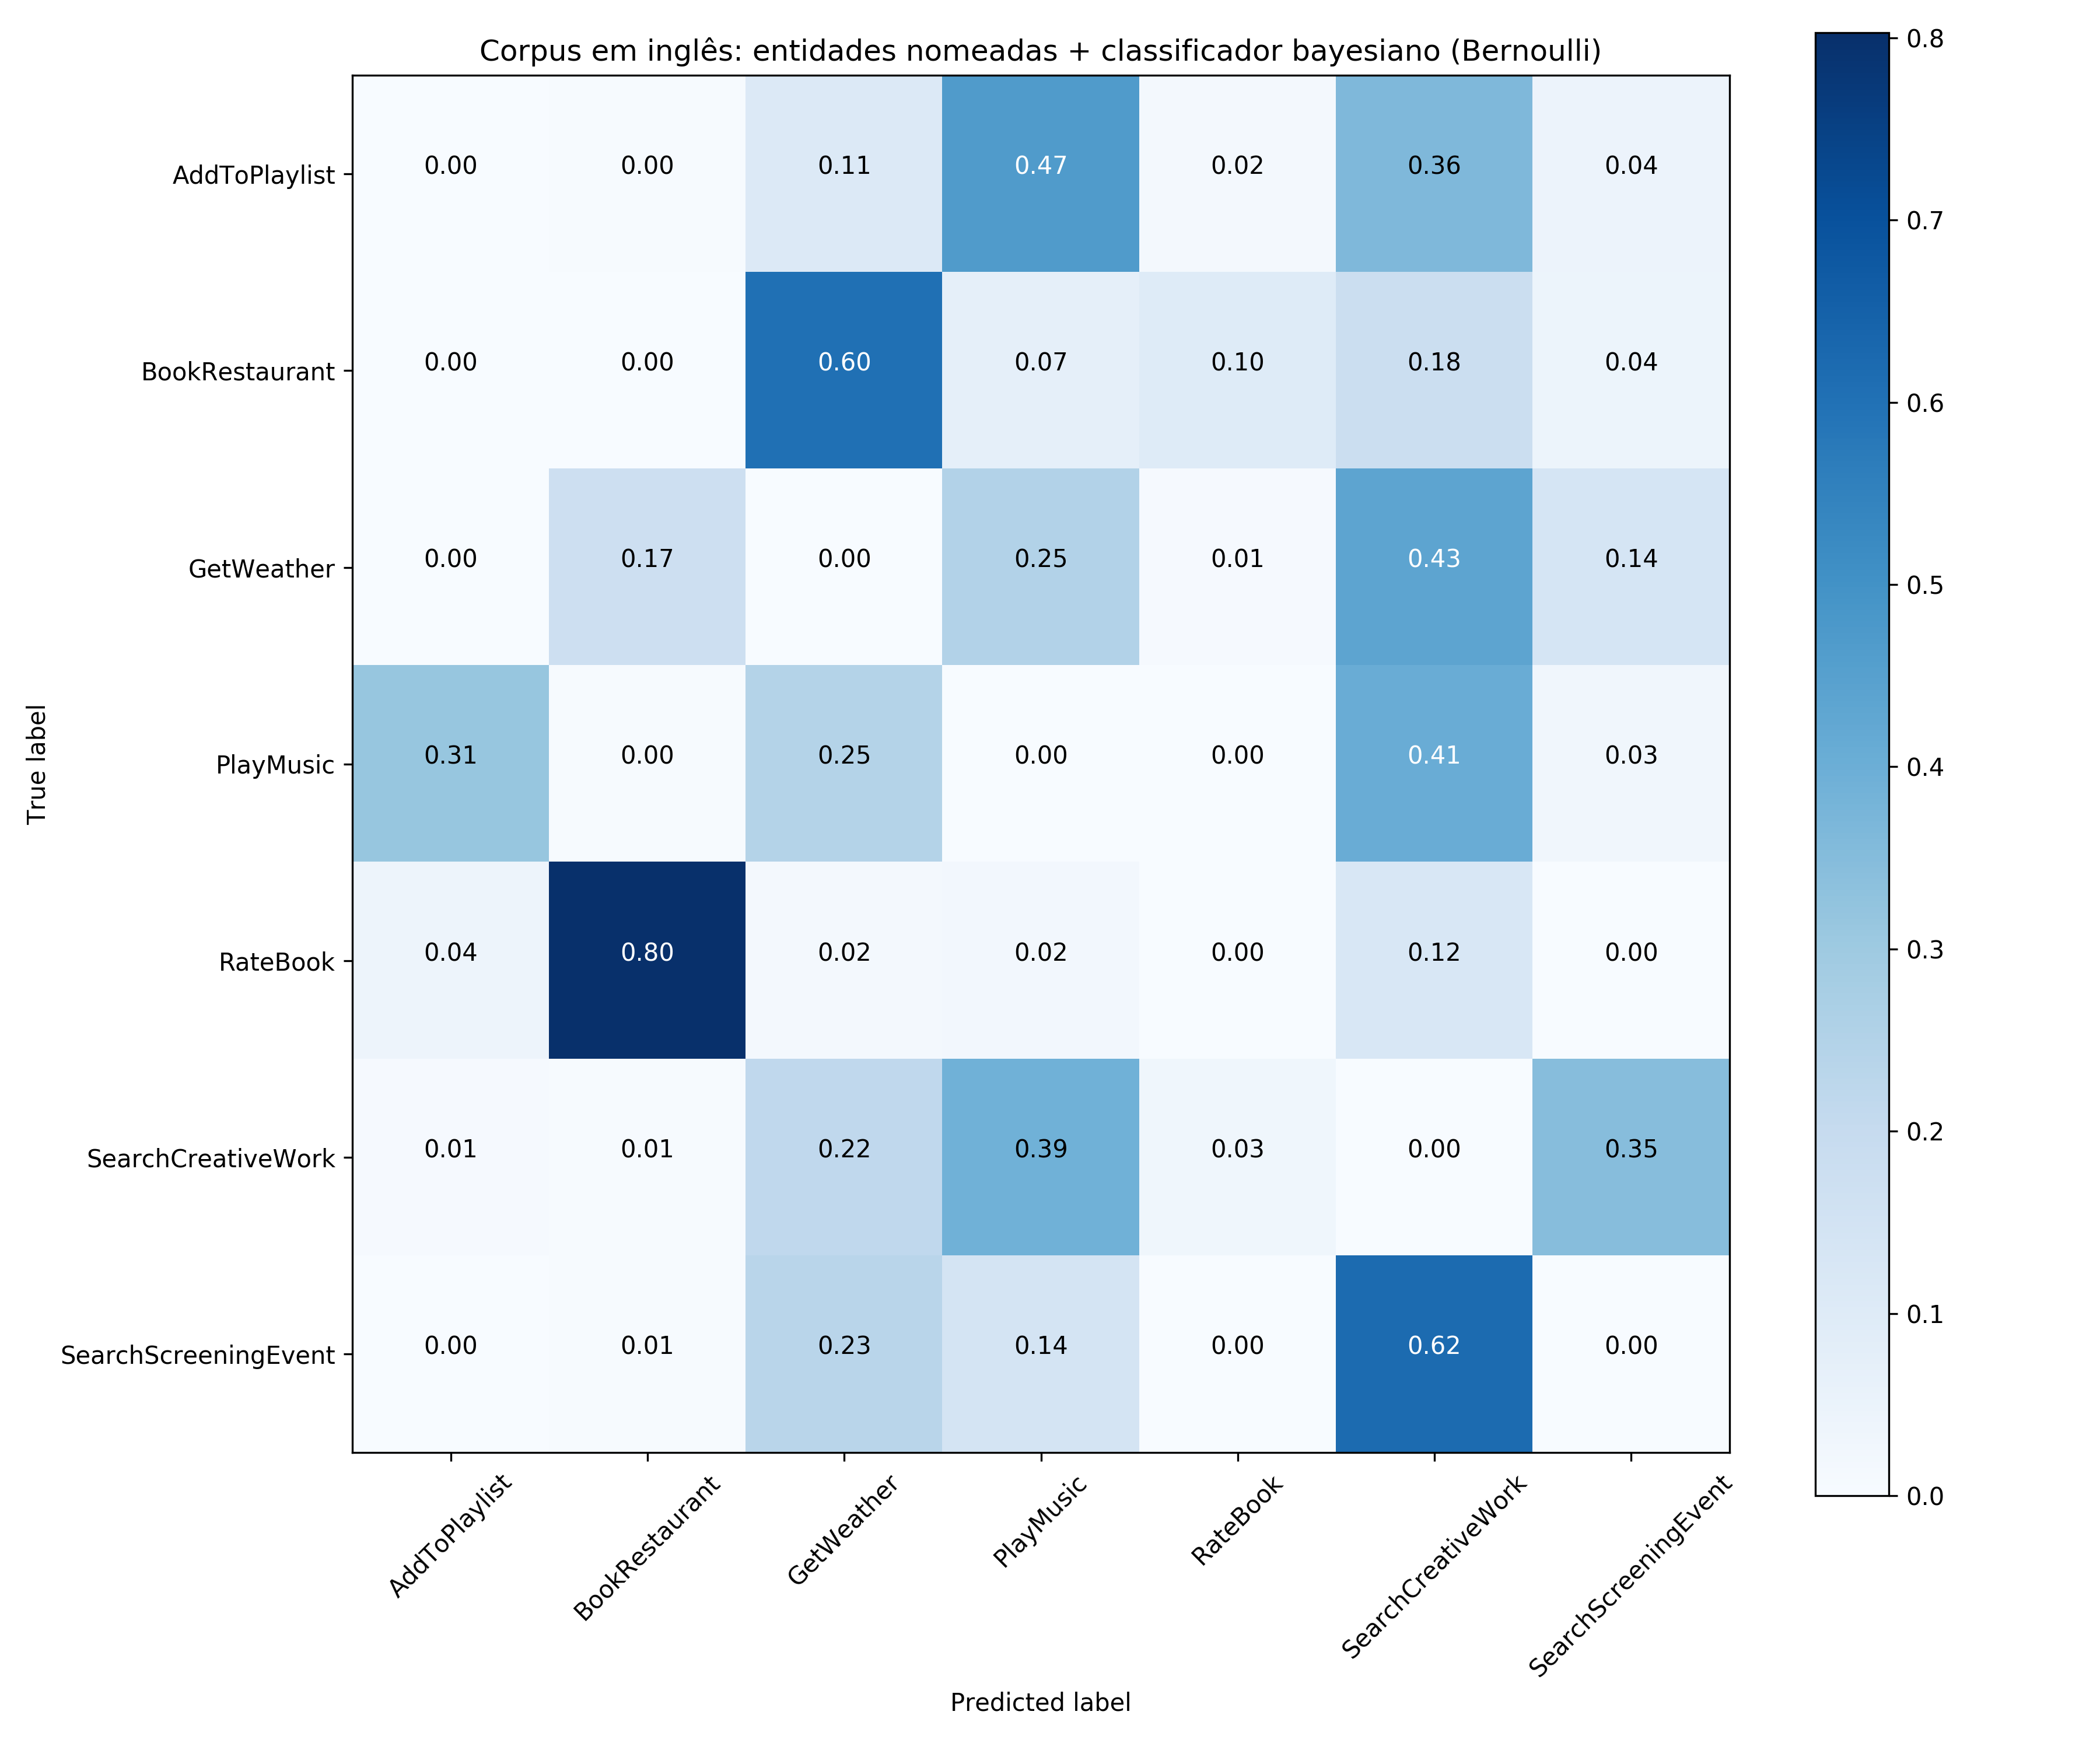 Corpus em inglês: entidades nomeadas + classificador bayesiano (Bernoulli)
AddToPlaylist 0.00 0.00 0.11 0.47 0.02 0.36 0.04
BookRestaurant 0.00 0.00 0.60 0.07 0.10 0.18 0.04
GetWeather 0.00 0.17 0.00 0.25 0.01 0.43 0.14
PlayMusic 0.31 0.00 0.25 0.00 0.00 0.41 0.03
RateBook 0.04 0.80 0.02 0.02 0.00 0.12 0.00
SearchCreativeWork 0.01 0.01 0.22 0.39 0.03 0.00 0.35
SearchScreeningEvent 0.00 0.01 0.23 0.14 0.00 0.62 0.00
True label
AddToPlaylist
BookRestaurant
GetWeather
PlayMusic
RateBook
SearchCreativeWork
SearchScreeningEvent
Predicted label
0.8
0.7
0.6
0.5
0.4
0.3
0.2
0.1
0.0